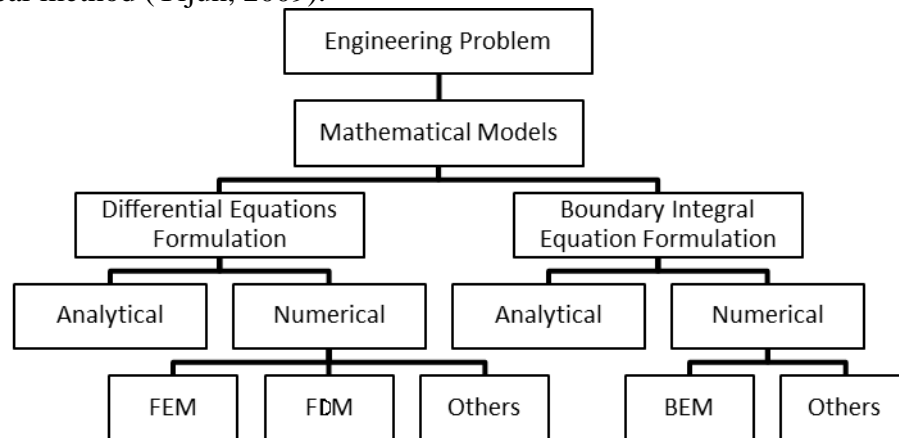 Engineering Problem
Mathematical Models
Differential Equations
Formulation
Boundary Integral
Equation Formulation
Analytical
Numerical
Analytical
Numerical
FEM
FDM
Others
BEM
Others